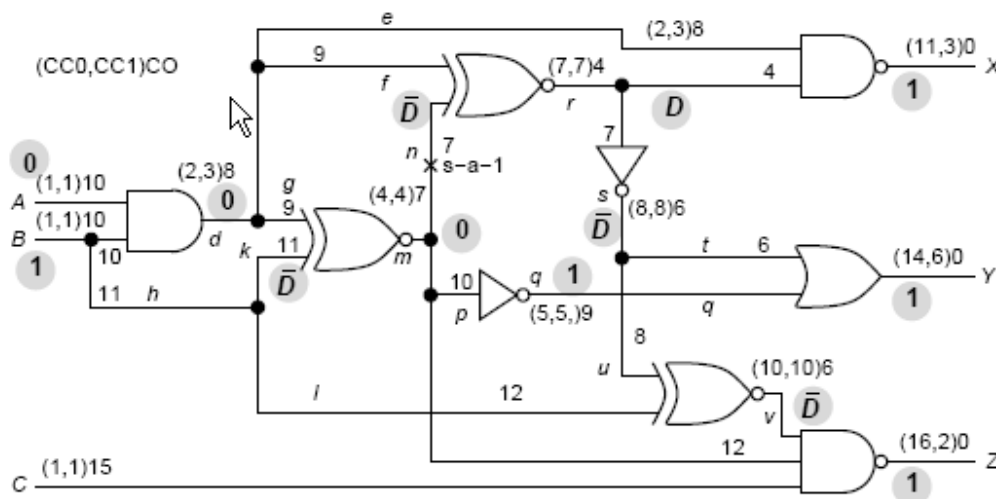 e
(2,3)8
(11,3)0
(CC0,CC1)CO
9
(7,7)4
4
X
f
r
D
1
D̅
7
n
7
s-a-1
0
(1,1)10
(2,3)8
g
(4,4)7
s
(8,8)6
A
0
9
0
D̅
(1,1)10
B
10
d
k
11
m
t
6
(14,6)0
1
D̅
10
q
1
Y
11
h
p
(5,5,)9
q
1
8
u
(10,10)6
l
12
v
D̅
12
(16,2)0
(1,1)15
Z
C
1